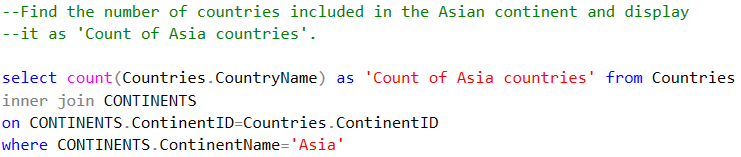 --Find the number of countries included in the Asian continent and display
--it as 'Count of Asia countries'.
select count(Countries.CountryName) as 'Count of Asia countries' from Countries
inner join CONTINENTS
on CONTINENTS.ContinentID=Countries.ContinentID
where CONTINENTS.ContinentName='Asia'